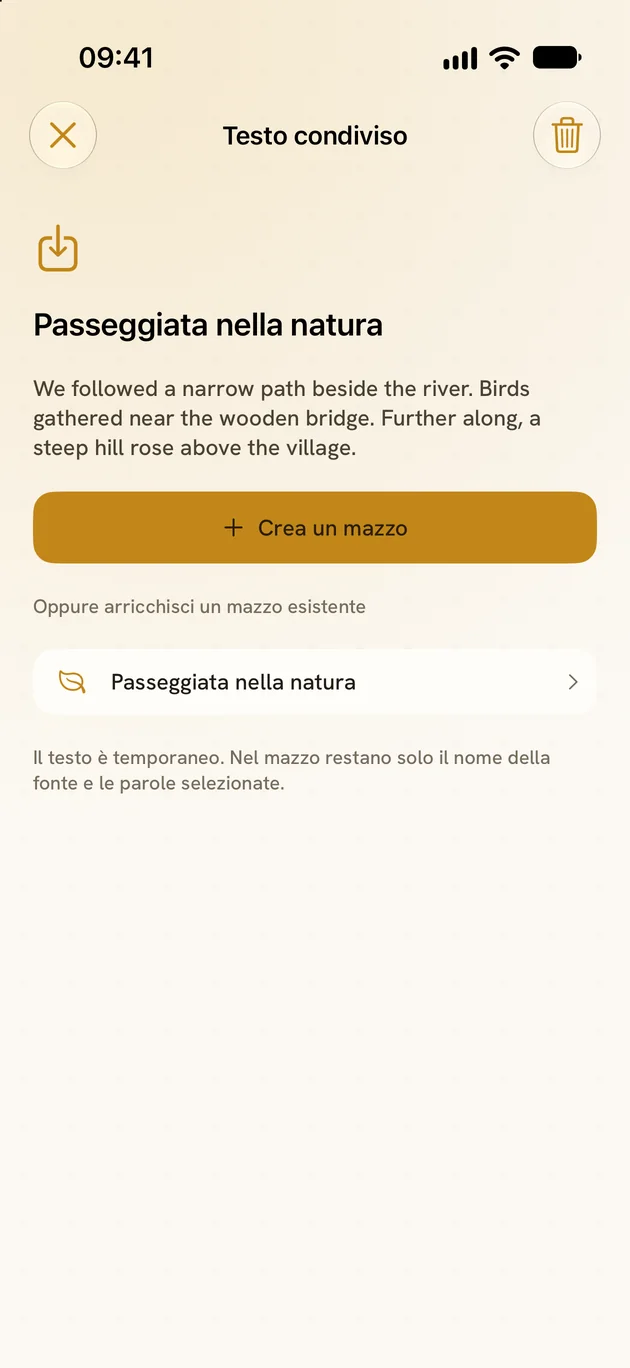 09:41
Testo condiviso
Passeggiata nella natura
We followed a narrow path beside the river. Birds
gathered near the wooden bridge. Further along, a
steep hill rose above the village.
Crea un mazzo
Oppure arricchisci un mazzo esistente
Passeggiata nella natura
Il testo è temporaneo. Nel mazzo restano solo il nome della
fonte e le parole selezionate.